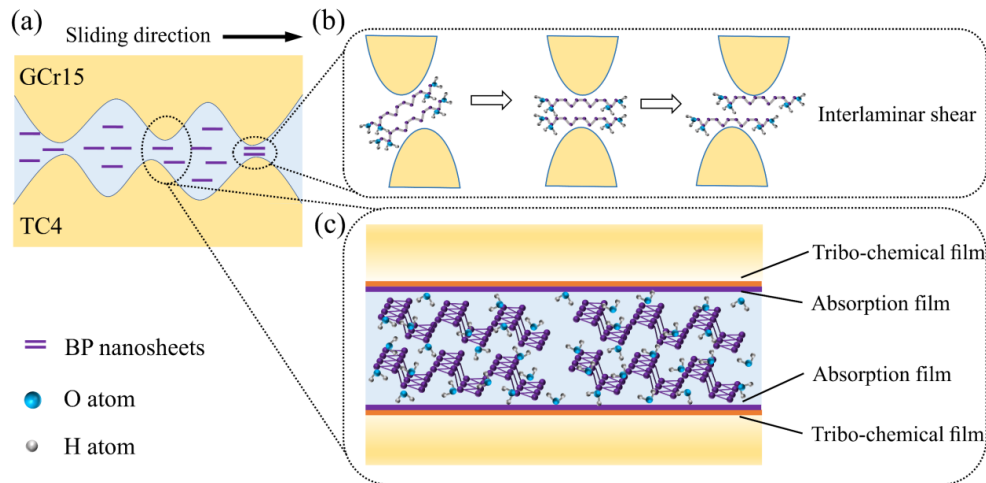 (a)
Sliding direction
GCr15
TC4
BP nanosheets
O atom
H atom
(b)
Interlaminar shear
(c)
Tribo-chemical film
Absorption film
Absorption film
Tribo-chemical film